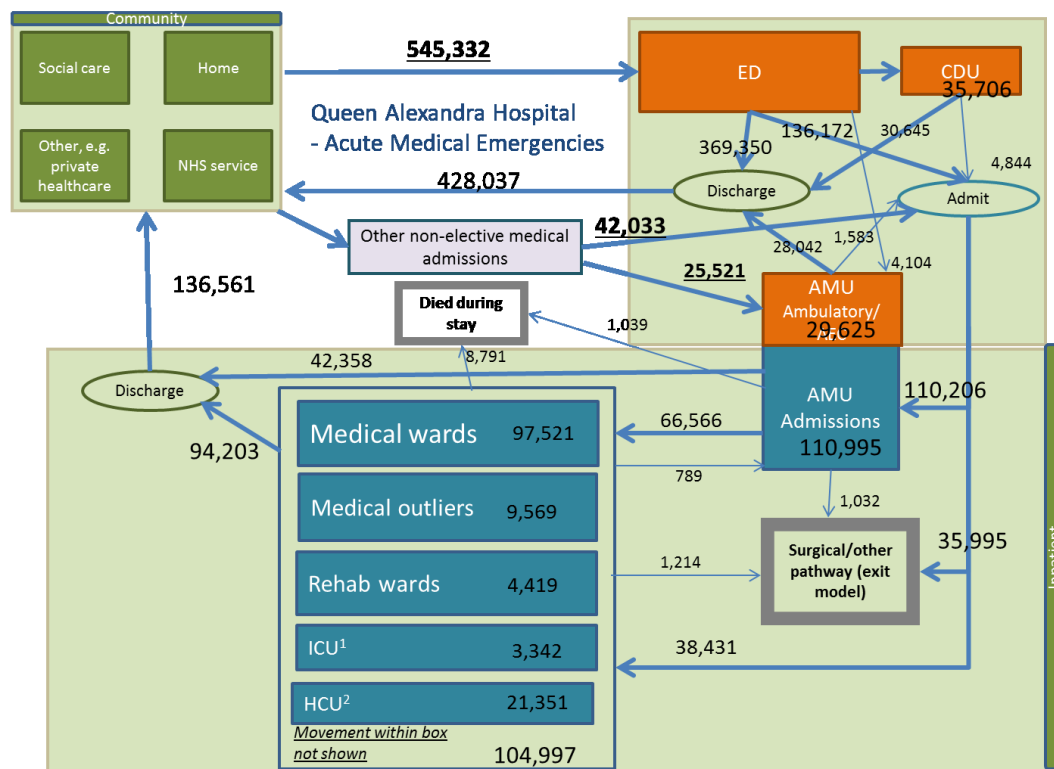 Community
Social care
Home
Other, e.g.
private
healthcare
NHS service
545,332
ED
CDU
35,706
Queen Alexandra Hospital
- Acute Medical Emergencies
136,172
30,645
369,350
4,844
428,037
Discharge
Admit
Other non-elective medical
admissions
42,033
28,042
1,583
4,104
25,521
136,561
AMU
Ambulatory/
29,625
Died during
stay
1,039
8,791
42,358
Discharge
94,203
AMU
Admissions
110,995
110,206
66,566
Medical wards
97,521
789
Medical outliers
9,569
1,032
Rehab wards
4,419
1,214
Surgical/other
pathway (exit
model)
35,995
ICU1
3,342
38,431
HCU2
21,351
Movement within box
not shown
104,997
Inpatient